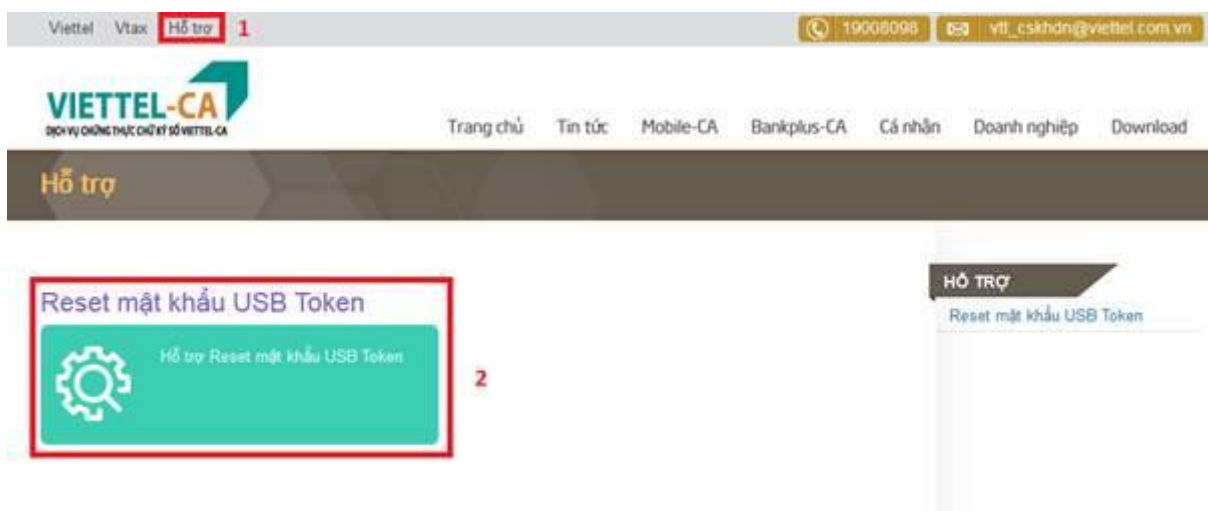 Viettel Vtax Hỗ trợ 1 19008098 vtt_cskhdn@viettel.com.vn
VIETTEL-CA
DỊCH VỤ CHỨNG THỰC CHỮ KÝ SỐ VIETTEL-CA
Trang chủ Tin tức Mobile-CA Bankplus-CA Cá nhân Doanh nghiệp Download
Hỗ trợ
Reset mật khẩu USB Token
Hỗ trợ Reset mật khẩu USB Token
2
HỖ TRỢ
Reset mật khẩu USB Token